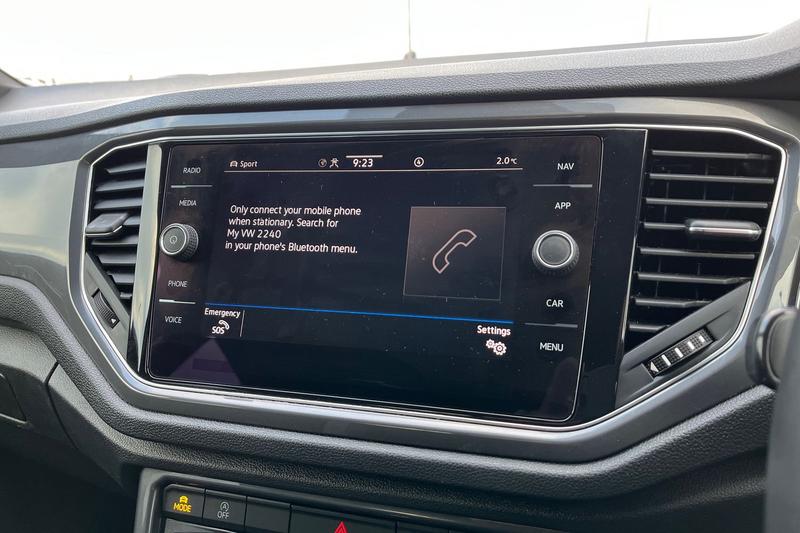 RADIO
MEDIA
PHONE
VOICE
Sport
9:23
2.0°C
Only connect your mobile phone
when stationary. Search for
My VW 2240
in your phone's Bluetooth menu.
Emergency
SOS
Settings
NAV
APP
CAR
MENU
MODE
A
OFF